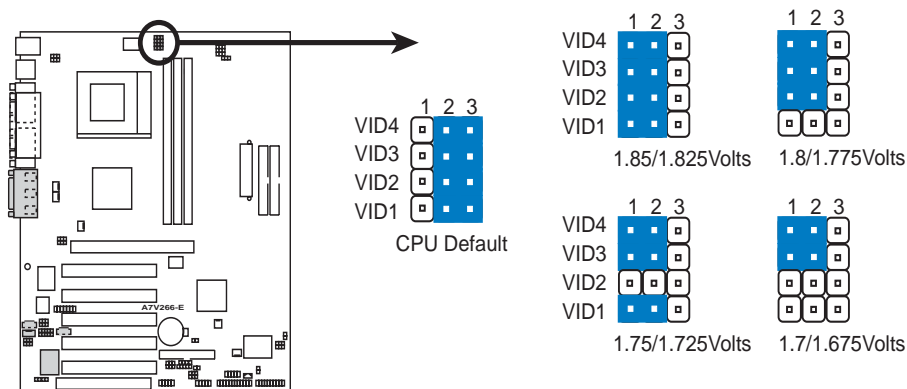 1 2 3
VID4
VID3
VID2
VID1
CPU Default
A7V266-E
1 2 3
VID4
VID3
VID2
VID1
1.85/1.825Volts
1 2 3
1.8/1.775Volts
1 2 3
VID4
VID3
VID2
VID1
1.75/1.725Volts
1 2 3
1.7/1.675Volts